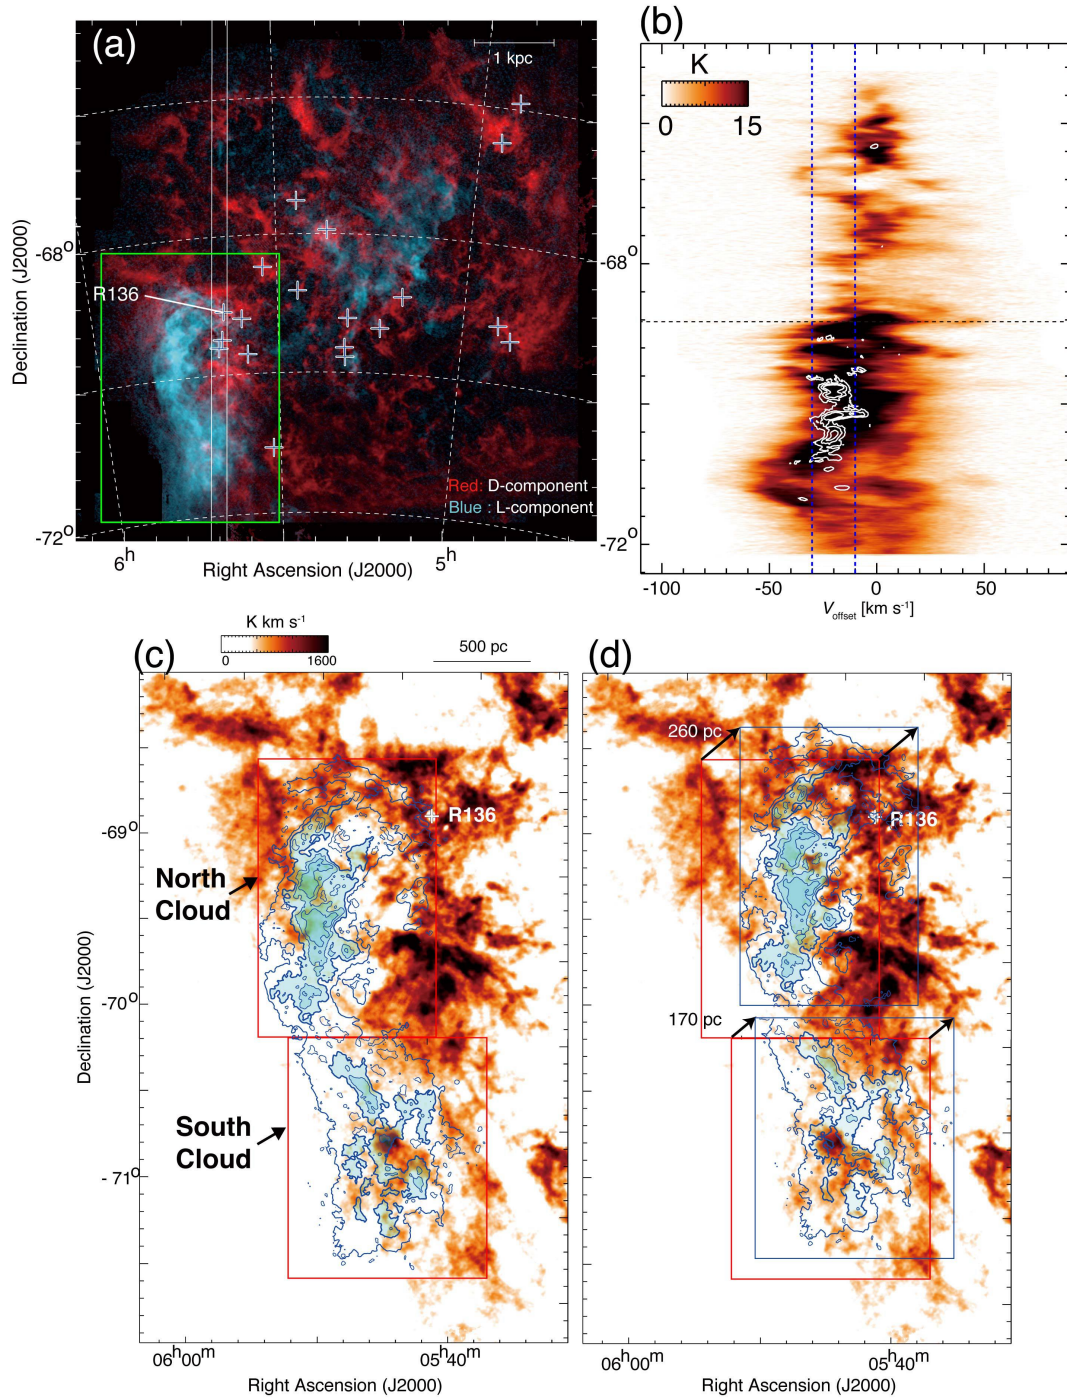 (a)
1 kpc
R136
Red: D-component
Blue : L-component
-68°
-72°
6h
5h
Right Ascension (J2000)
Declination (J2000)
(b)
K
0 15
-68°
-72°
-100 -50 0 50
Voffset [km s-1]
(c)
K km s-1
0 1600
500 pc
R136
North
Cloud
South
Cloud
-69°
-70°
- 71°
06h00m
05h40m
Right Ascension (J2000)
Declination (J2000)
(d)
260 pc
R136
170 pc
06h00m
05h40m
Right Ascension (J2000)